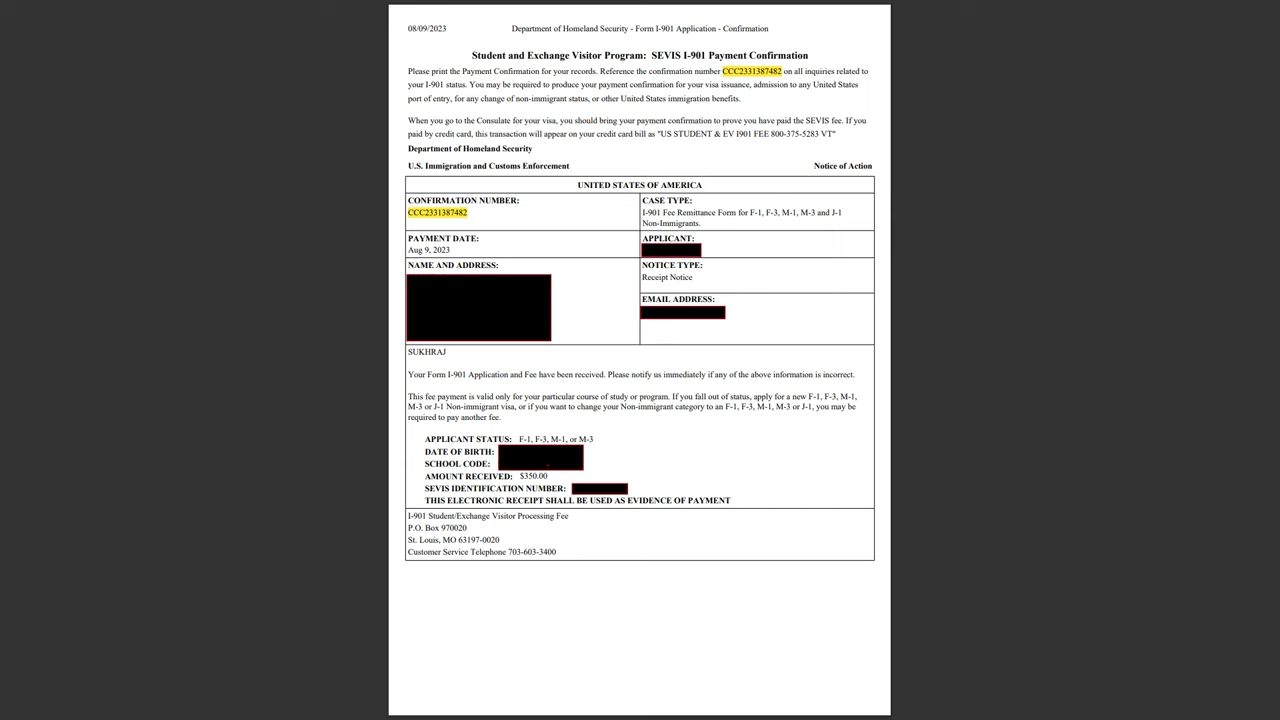 08/09/2023 Department of Homeland Security - Form I-901 Application - Confirmation
Student and Exchange Visitor Program: SEVIS I-901 Payment Confirmation
Please print the Payment Confirmation for your records. Reference the confirmation number CCC2331387482 on all inquiries related to
your I-901 status. You may be required to produce your payment confirmation for your visa issuance, admission to any United States
port of entry, for any change of non-immigrant status, or other United States immigration benefits.
When you go to the Consulate for your visa, you should bring your payment confirmation to prove you have paid the SEVIS fee. If you
paid by credit card, this transaction will appear on your credit card bill as "US STUDENT & EV I901 FEE 800-375-5283 VT"
Department of Homeland Security
U.S. Immigration and Customs Enforcement Notice of Action
UNITED STATES OF AMERICA
CONFIRMATION NUMBER:
CCC2331387482
CASE TYPE:
I-901 Fee Remittance Form for F-1, F-3, M-1, M-3 and J-1
Non-Immigrants.
PAYMENT DATE:
Aug 9, 2023
APPLICANT:
NAME AND ADDRESS:
NOTICE TYPE:
Receipt Notice
EMAIL ADDRESS:
SUKHRAJ
Your Form I-901 Application and Fee have been received. Please notify us immediately if any of the above information is incorrect.
This fee payment is valid only for your particular course of study or program. If you fall out of status, apply for a new F-1, F-3, M-1,
M-3 or J-1 Non-immigrant visa, or if you want to change your Non-immigrant category to an F-1, F-3, M-1, M-3 or J-1, you may be
required to pay another fee.
APPLICANT STATUS: F-1, F-3, M-1, or M-3
DATE OF BIRTH:
SCHOOL CODE:
AMOUNT RECEIVED: $350.00
SEVIS IDENTIFICATION NUMBER:
THIS ELECTRONIC RECEIPT SHALL BE USED AS EVIDENCE OF PAYMENT
I-901 Student/Exchange Visitor Processing Fee
P.O. Box 970020
St. Louis, MO 63197-0020
Customer Service Telephone 703-603-3400